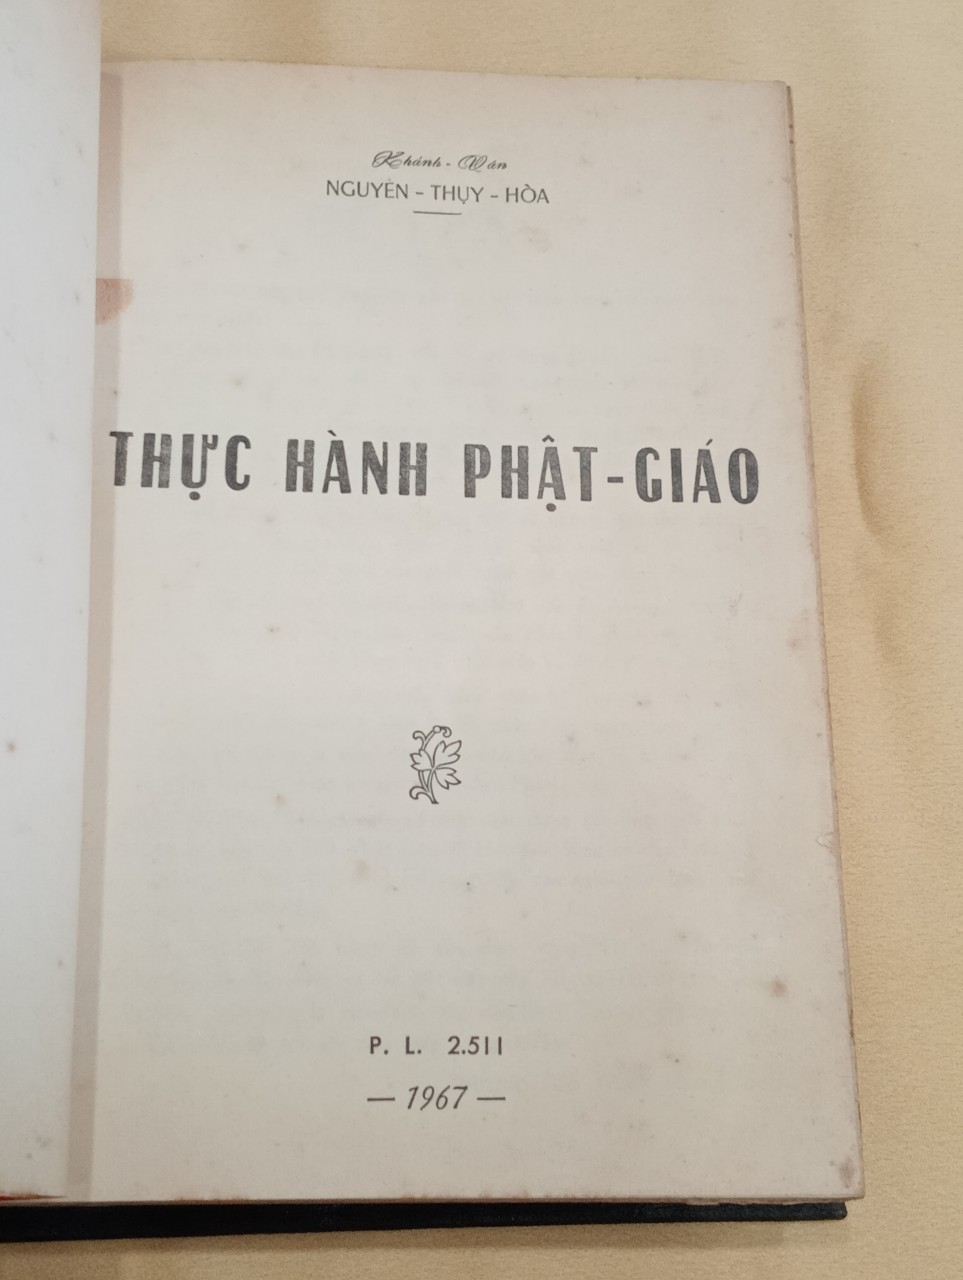 Khánh - Vân
NGUYỄN - THỤY - HÒA
THỰC HÀNH PHẬT-GIÁO
P. L. 2.511
— 1967 —